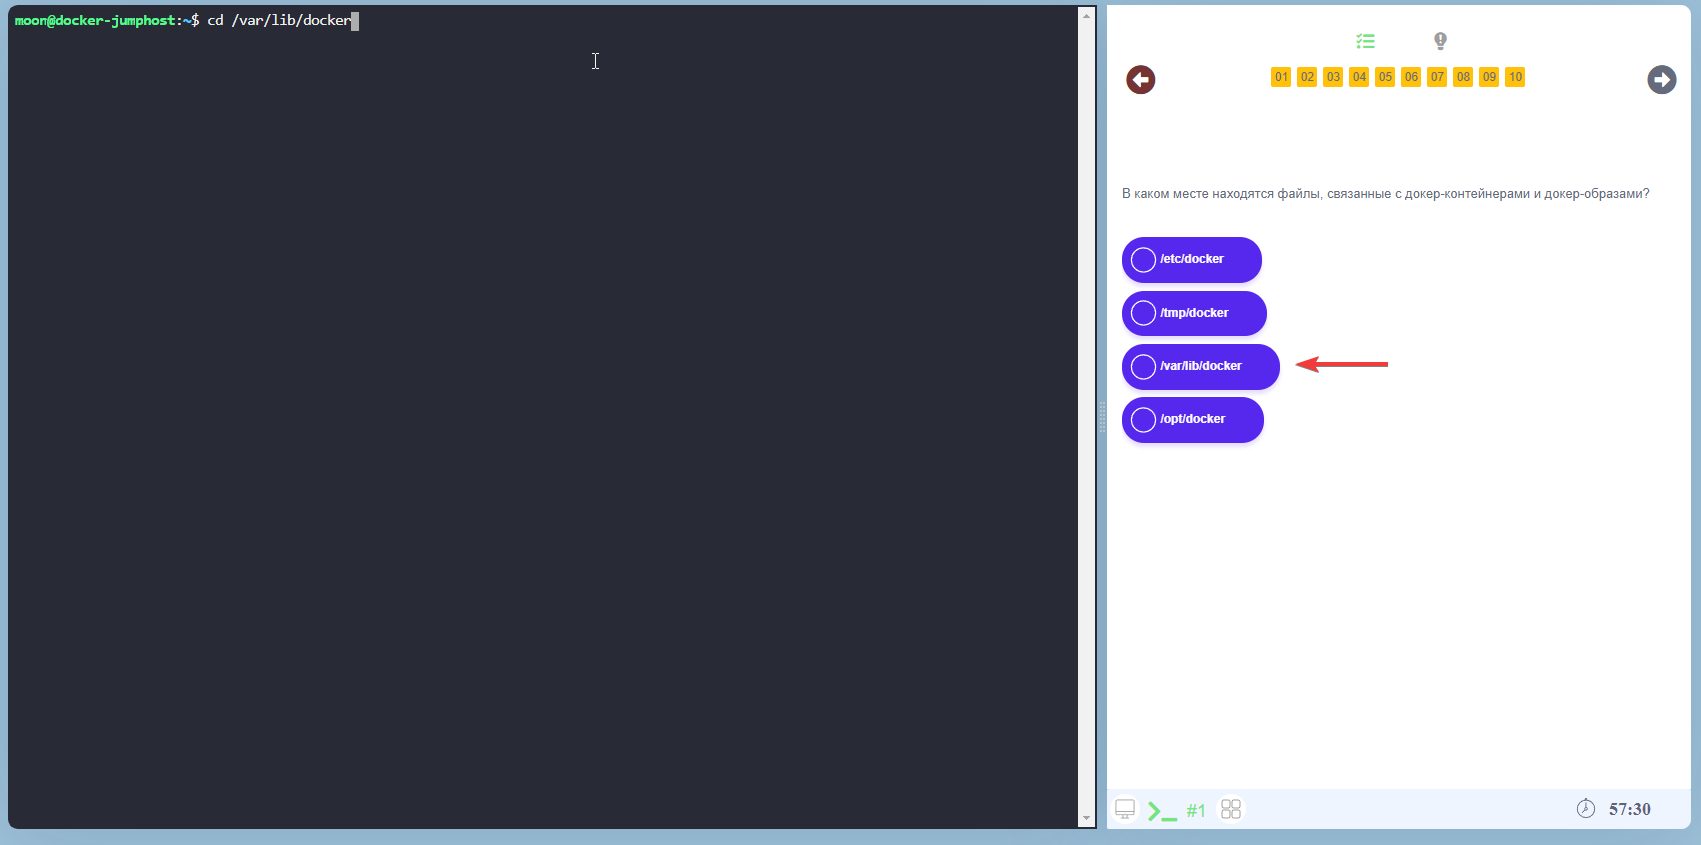 moon@docker-jumphost:~$ cd /var/lib/docker
01 02 03 04 05 06 07 08 09 10
В каком месте находятся файлы, связанные с докер-контейнерами и докер-образами?
/etc/docker
/tmp/docker
/var/lib/docker
/opt/docker
#1
57:30